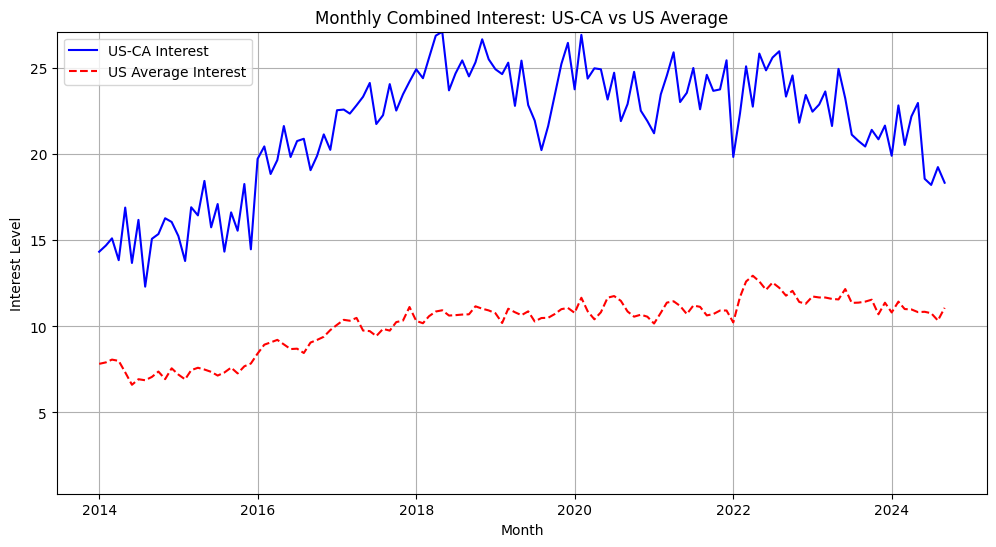 Monthly Combined Interest: US-CA vs US Average
US-CA Interest
US Average Interest
Interest Level
25
20
15
10
5
2014
2016
2018
2020
2022
2024
Month